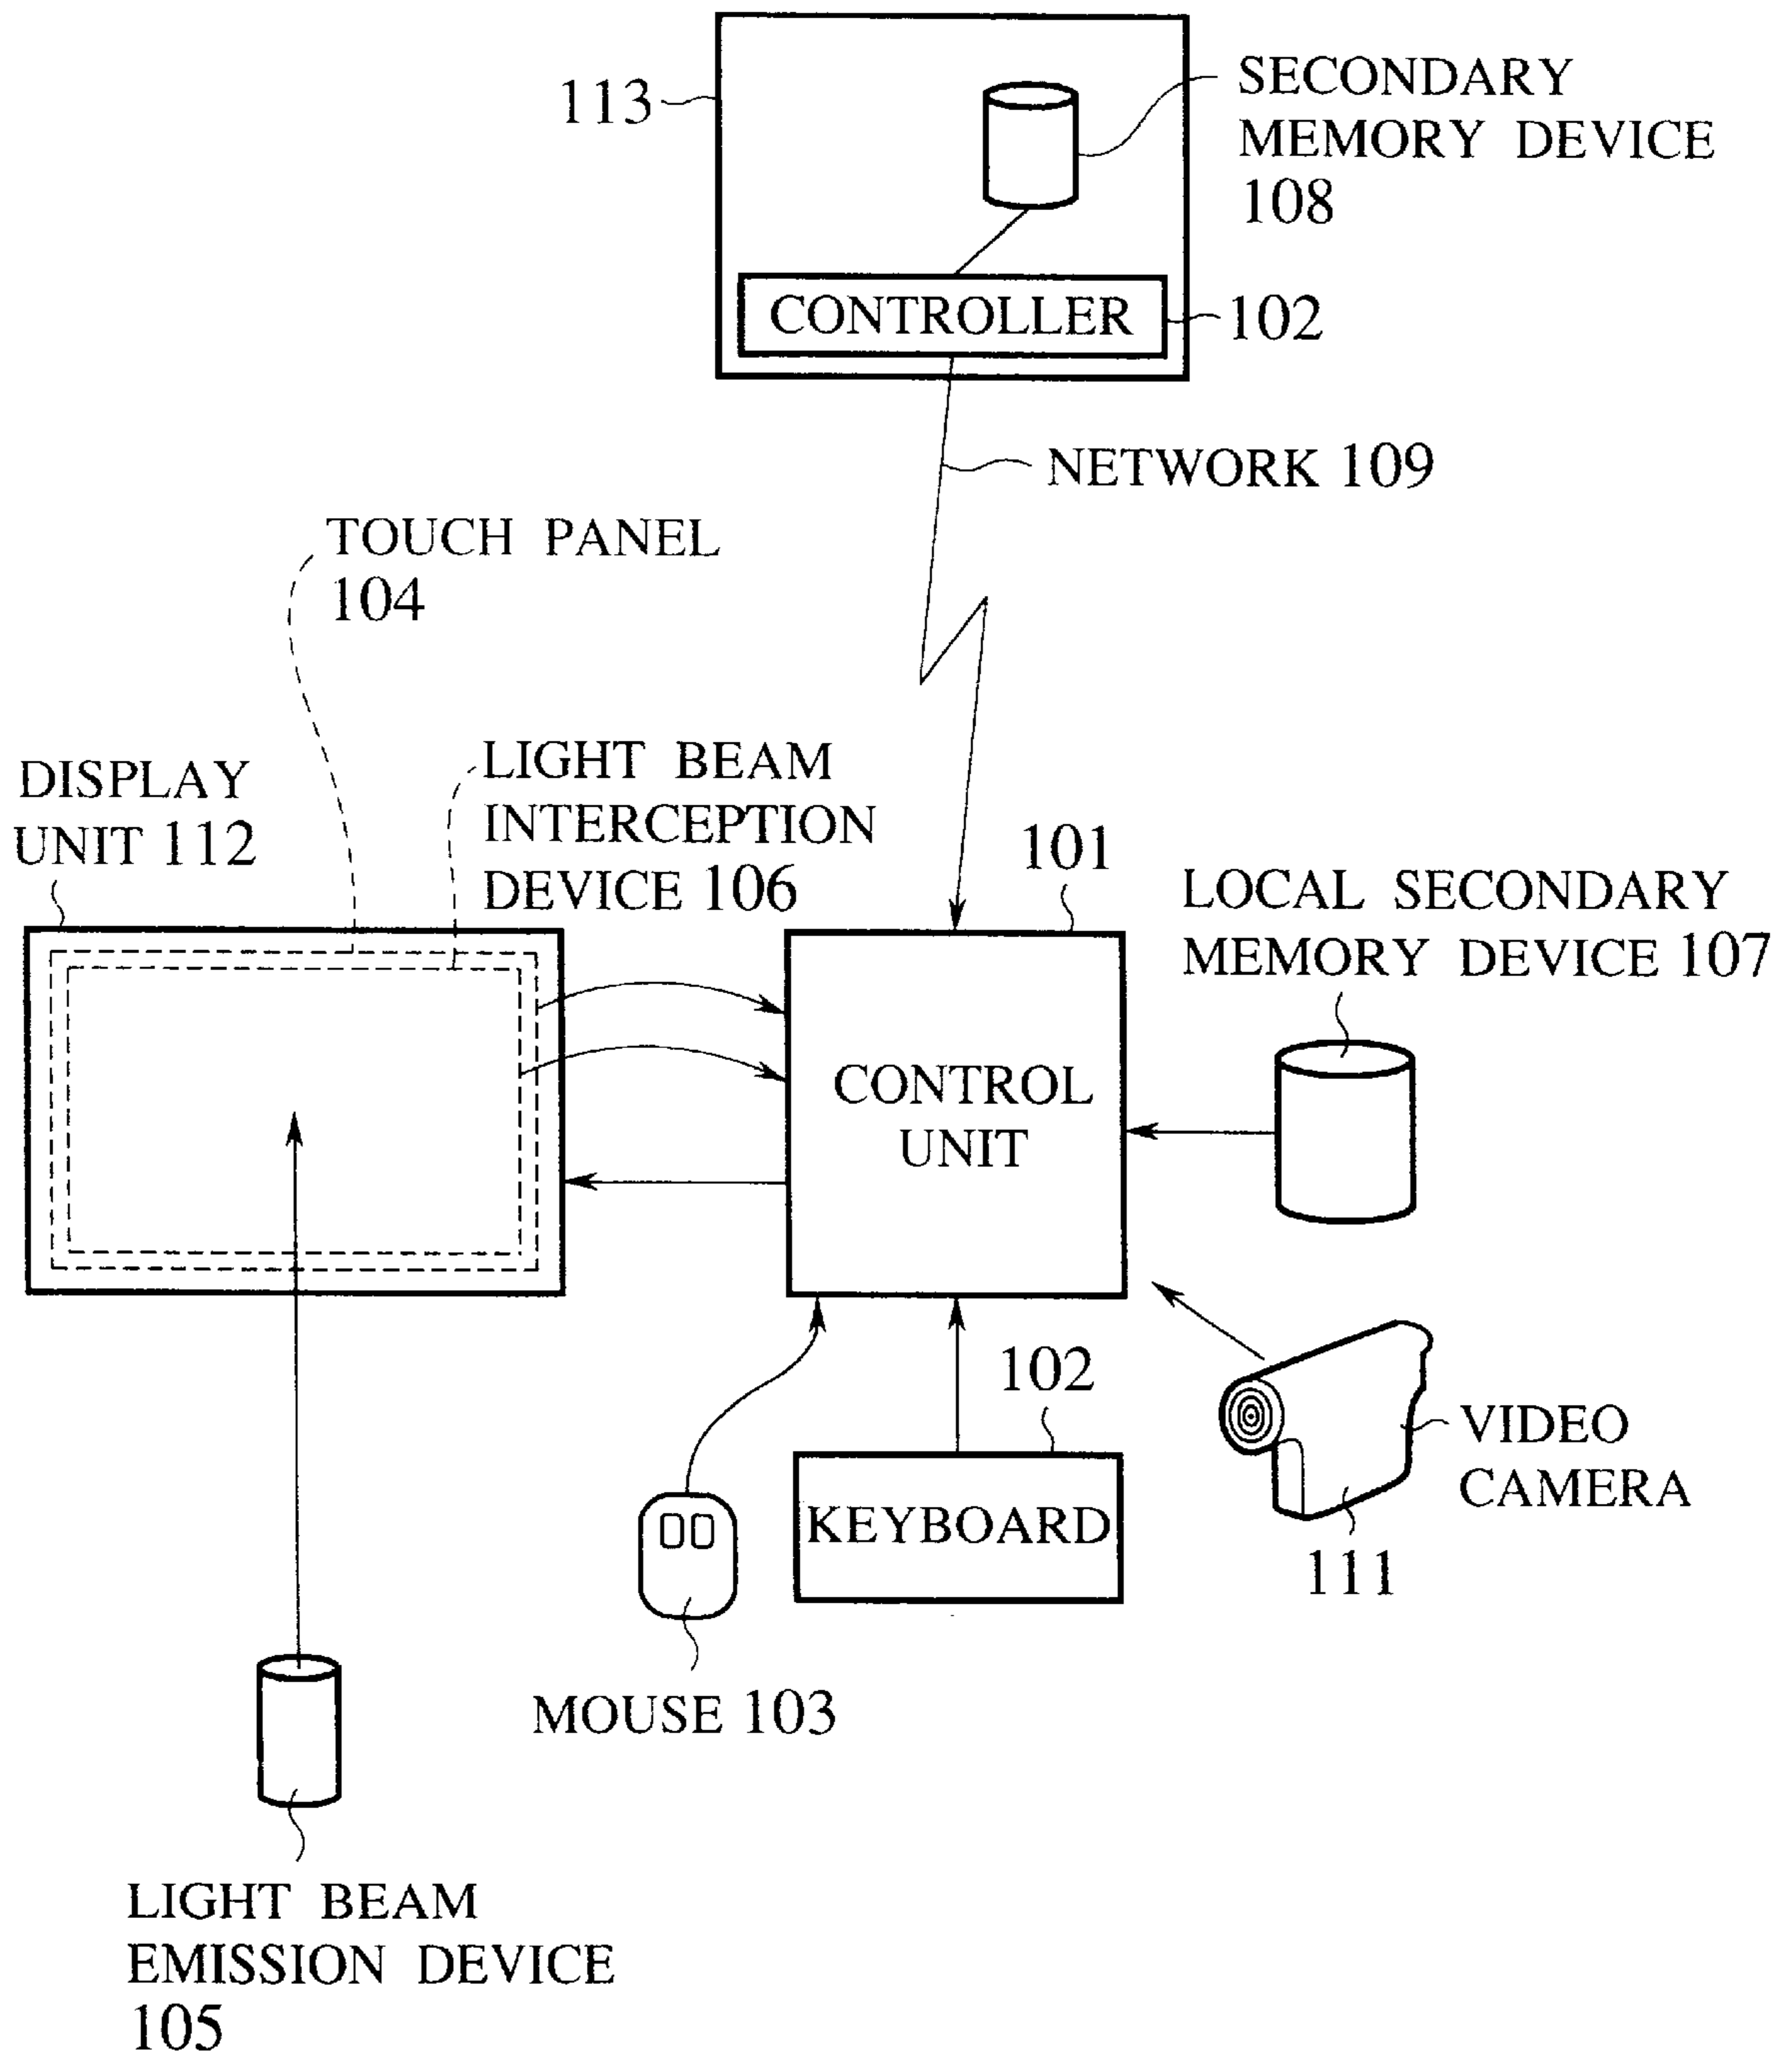 113
SECONDARY
MEMORY DEVICE
108
CONTROLLER
102
NETWORK 109
TOUCH PANEL
104
DISPLAY
UNIT 112
LIGHT BEAM
INTERCEPTION
DEVICE 106
101
LOCAL SECONDARY
MEMORY DEVICE 107
CONTROL
UNIT
102
KEYBOARD
VIDEO
CAMERA
111
MOUSE 103
LIGHT BEAM
EMISSION DEVICE
105